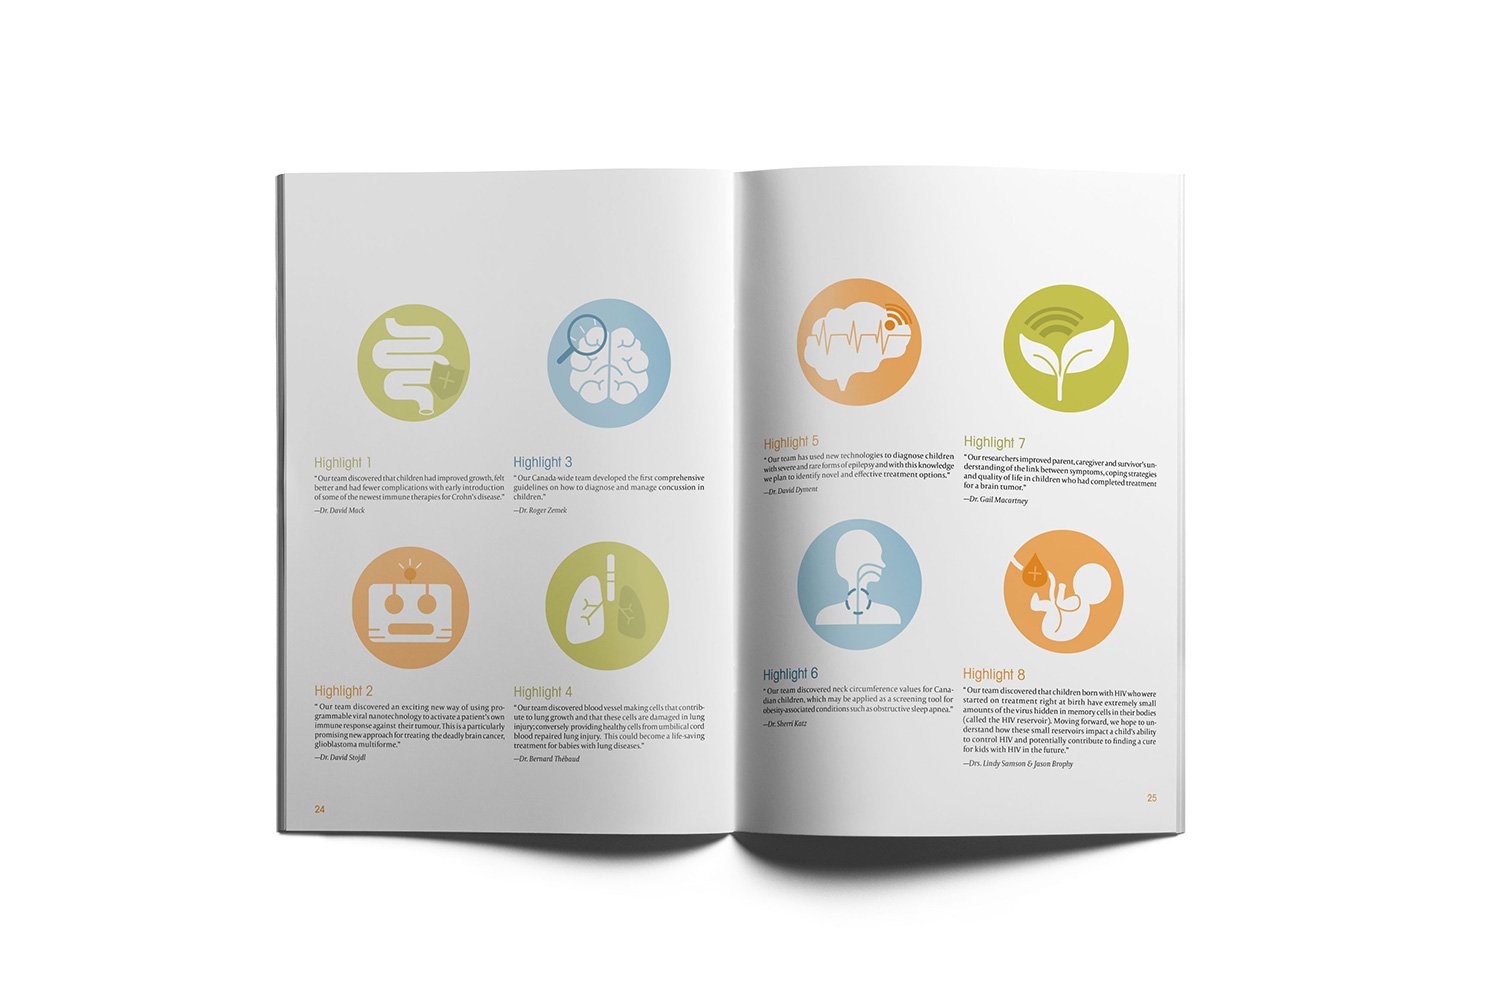 Highlight 1
“Our team discovered that children had improved growth, felt
better and had fewer complications with early introduction
of some of the newest immune therapies for Crohn’s disease.”
—Dr. David Mack
Highlight 3
“Our Canada-wide team developed the first comprehensive
guidelines on how to diagnose and manage concussion in
children.”
—Dr. Roger Zemek
Highlight 2
“Our team discovered an exciting new way of using pro-
grammable viral nanotechnology to activate a patient’s own
immune response against their tumour. This is a particularly
promising new approach for treating the deadly brain cancer,
glioblastoma multiforme.”
—Dr. David Stojdl
Highlight 4
“Our team discovered blood vessel making cells that contrib-
ute to lung growth and that these cells are damaged in lung
injury; conversely providing healthy cells from umbilical cord
blood repaired lung injury. This could become a life-saving
treatment for babies with lung diseases.”
—Dr. Bernard Thébaud
24
Highlight 5
“Our team has used new technologies to diagnose children
with severe and rare forms of epilepsy and with this knowledge
we plan to identify novel and effective treatment options.”
—Dr. David Dyment
Highlight 7
“Our researchers improved parent, caregiver and survivor’s un-
derstanding of the link between symptoms, coping strategies
and quality of life in children who had completed treatment
for a brain tumor.”
—Dr. Gail Macartney
Highlight 6
“Our team discovered neck circumference values for Cana-
dian children, which may be applied as a screening tool for
obesity-associated conditions such as obstructive sleep apnea.”
—Dr. Sherri Katz
Highlight 8
“Our team discovered that children born with HIV who were
started on treatment right at birth have extremely small
amounts of the virus hidden in memory cells in their bodies
(called the HIV reservoir). Moving forward, we hope to un-
derstand how these small reservoirs impact a child’s ability
to control HIV and potentially contribute to finding a cure
for kids with HIV in the future.”
—Drs. Lindy Samson & Jason Brophy
25